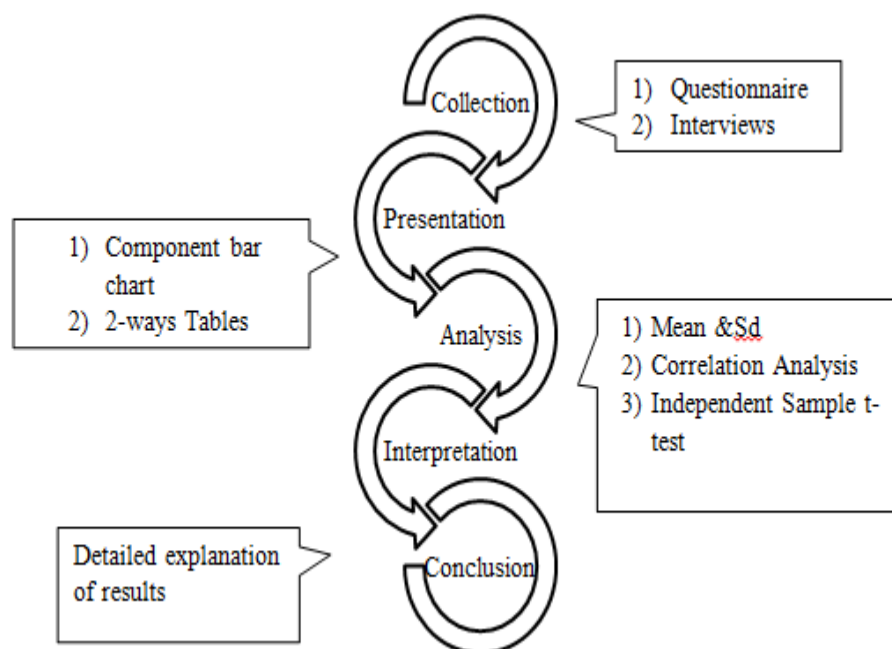 Collection
1) Questionnaire
2) Interviews
Presentation
1) Component bar
chart
2) 2-ways Tables
Analysis
1) Mean &Sd
2) Correlation Analysis
3) Independent Sample t-
test
Interpretation
Detailed explanation
of results
Conclusion